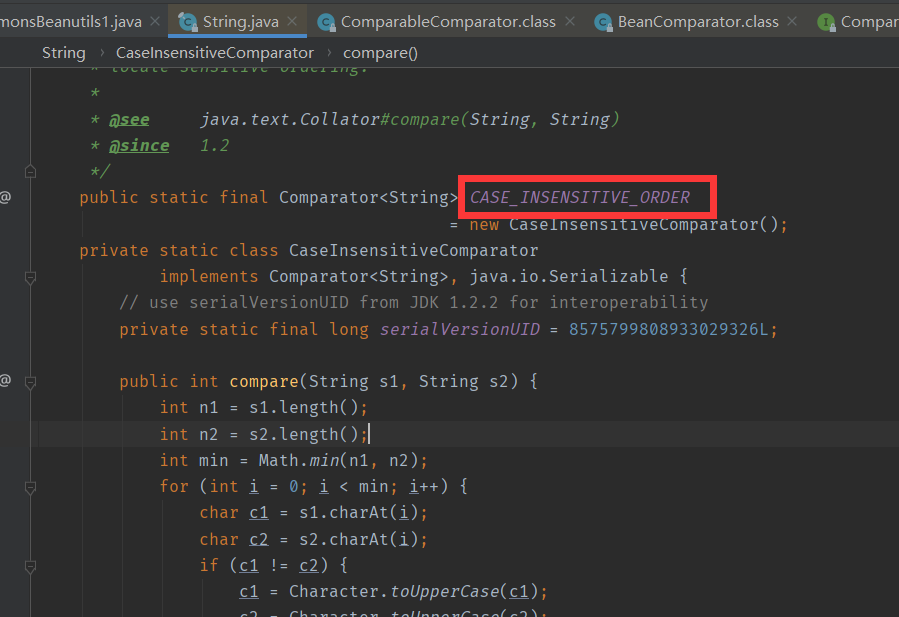 monsBeanutils1.java × String.java × ComparableComparator.class × BeanComparator.class × Compar
String › CaseInsensitiveComparator › compare()
* locale-sensitive ordering.
*
* @see java.text.Collator#compare(String, String)
* @since 1.2
*/
@ public static final Comparator<String> CASE_INSENSITIVE_ORDER
= new CaseInsensitiveComparator();
private static class CaseInsensitiveComparator
implements Comparator<String>, java.io.Serializable {
// use serialVersionUID from JDK 1.2.2 for interoperability
private static final long serialVersionUID = 8575799808933029326L;
@ public int compare(String s1, String s2) {
int n1 = s1.length();
int n2 = s2.length();
int min = Math.min(n1, n2);
for (int i = 0; i < min; i++) {
char c1 = s1.charAt(i);
char c2 = s2.charAt(i);
if (c1 != c2) {
c1 = Character.toUpperCase(c1);
c2 = Character.toUpperCase(c2);